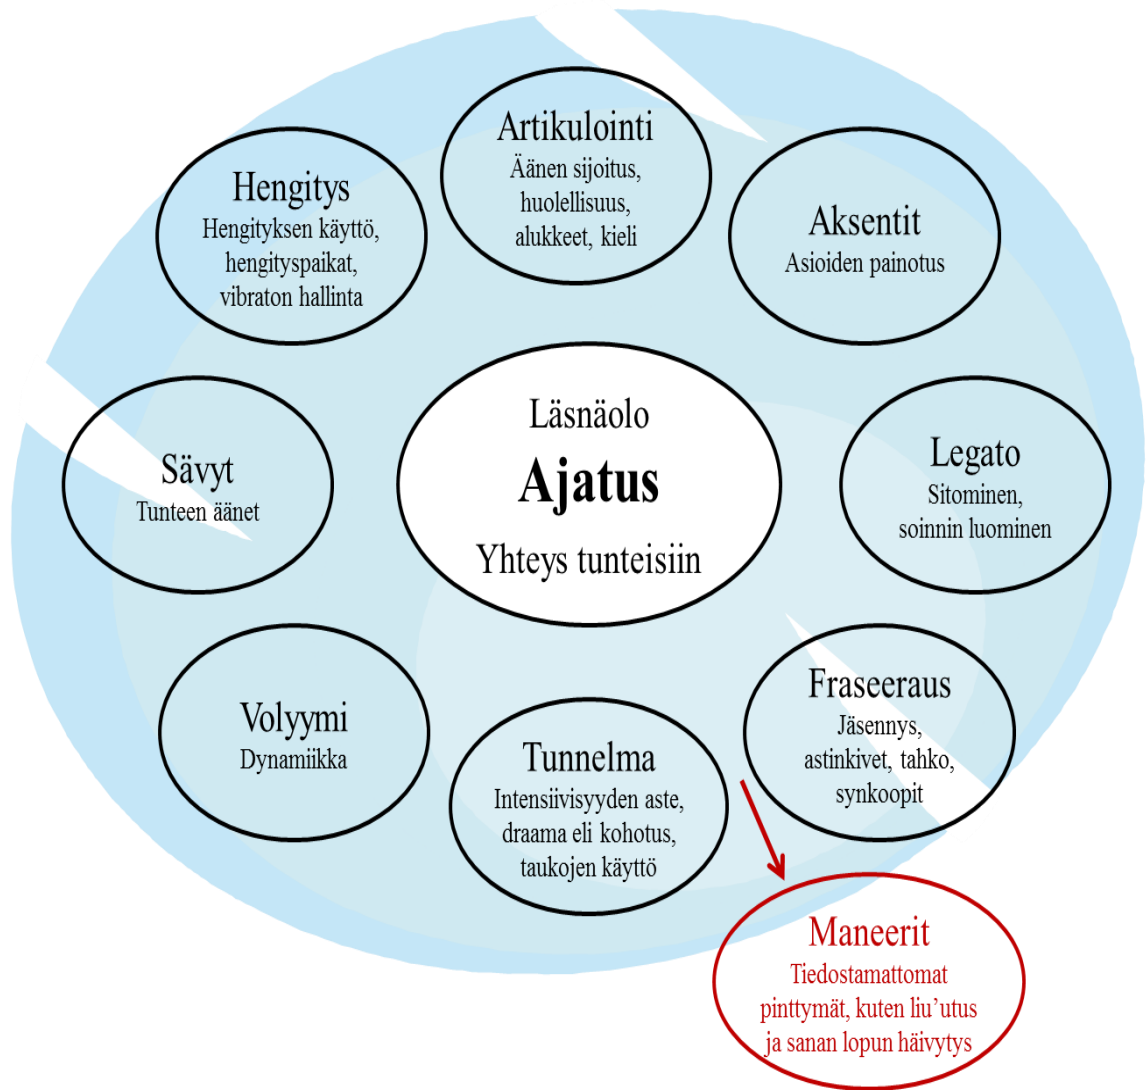 Artikulointi
Äänen sijoitus,
huolellisuus,
alukkeet, kieli
Hengitys
Hengityksen käyttö,
hengityspaikat,
vibraton hallinta
Aksentit
Asioiden painotus
Läsnäolo
Ajatus
Yhteys tunteisiin
Sävyt
Tunteen äänet
Legato
Sitominen,
soinnin luominen
Volyymi
Dynamiikka
Tunnelma
Intensiivisyyden aste,
draama eli kohotus,
taukojen käyttö
Fraseeraus
Jäsennys,
astinkivet, tahko,
synkoopit
Maneerit
Tiedostamattomat
pinttymät, kuten liu’utus
ja sanan lopun häivytys